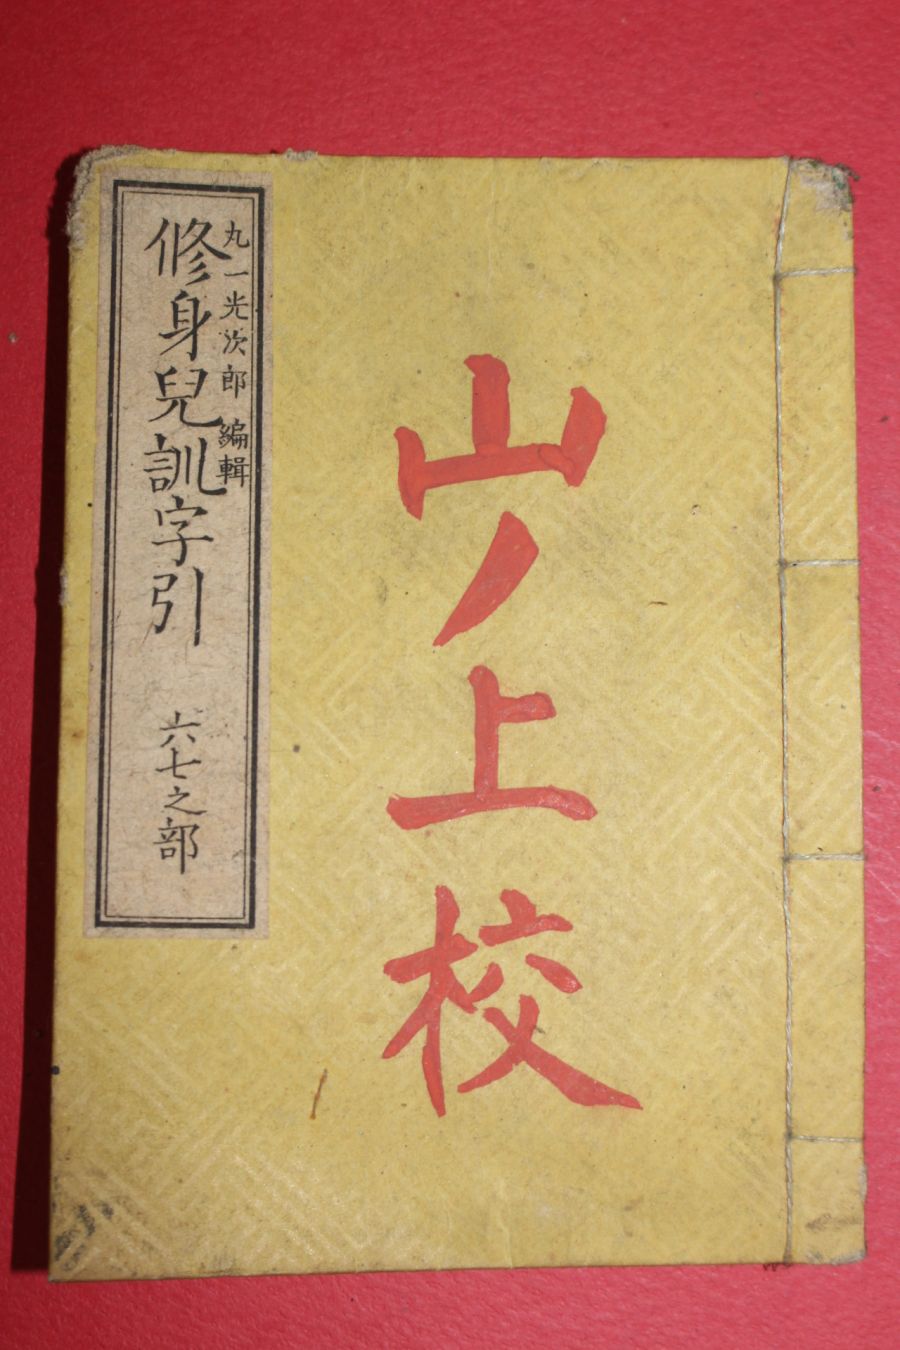 山ノ上校
丸一光次郎 編輯
修身兒訓字引 六七之部